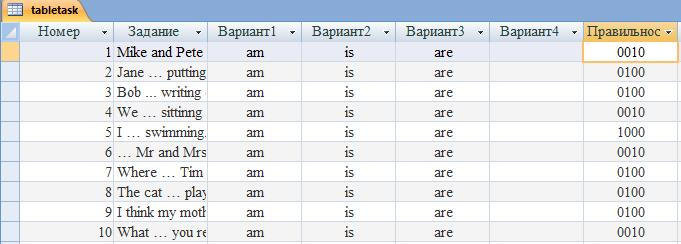 tabletask
Номер Задание Вариант1 Вариант2 Вариант3 Вариант4 Правильнос
1 Mike and Pete am is are 0010
2 Jane … putting am is are 0100
3 Bob ... writing am is are 0100
4 We … sittinng am is are 0010
5 I … swimming. am is are 1000
6 … Mr and Mrs am is are 0010
7 Where … Tim am is are 0100
8 The cat … play am is are 0100
9 I think my moth am is are 0100
10 What … you re am is are 0010